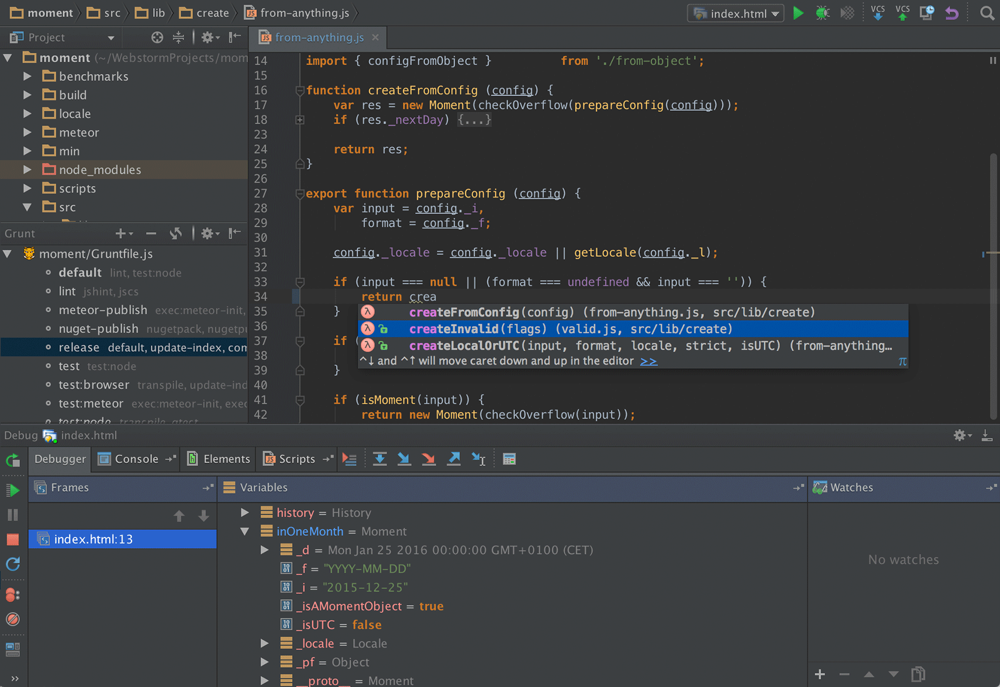 moment src lib create from-anything.js index.html VCS VCS
Project
from-anything.js
moment (~/WebstormProjects/mom
benchmarks
build
locale
meteor
min
node_modules
scripts
src
Grunt
moment/Gruntfile.js
default lint, test:node
lint jshint, jscs
meteor-publish exec:meteor-init,
nuget-publish nugetpack, nugetpu
release default, update-index, com
test test:node
test:browser transpile, update-ind
test:meteor exec:meteor-init, exec
test:node transpile, qtest
14 import { configFromObject } from './from-object';
15
16 function createFromConfig (config) {
17 var res = new Moment(checkOverflow(prepareConfig(config)));
18 if (res._nextDay) {...}
23
24 return res;
25 }
26
27 export function prepareConfig (config) {
28 var input = config._i,
29 format = config._f;
30
31 config._locale = config._locale || getLocale(config._l);
32
33 if (input === null || (format === undefined && input === '')) {
34 return crea
35 }
36
37 if (
38
39 }
40
41 if (isMoment(input)) {
42 return new Moment(checkOverflow(input));
λ createFromConfig(config) (from-anything.js, src/lib/create)
λ createInvalid(flags) (valid.js, src/lib/create)
λ createLocalOrUTC(input, format, locale, strict, isUTC) (from-anything...
^↓ and ^↑ will move caret down and up in the editor >> π
Debug index.html
Debugger Console Elements Scripts
Frames
index.html:13
Variables
history = History
inOneMonth = Moment
_d = Mon Jan 25 2016 00:00:00 GMT+0100 (CET)
_f = "YYYY-MM-DD"
_i = "2015-12-25"
_isAMomentObject = true
_isUTC = false
_locale = Locale
_pf = Object
__proto__ = Moment
Watches
No watches